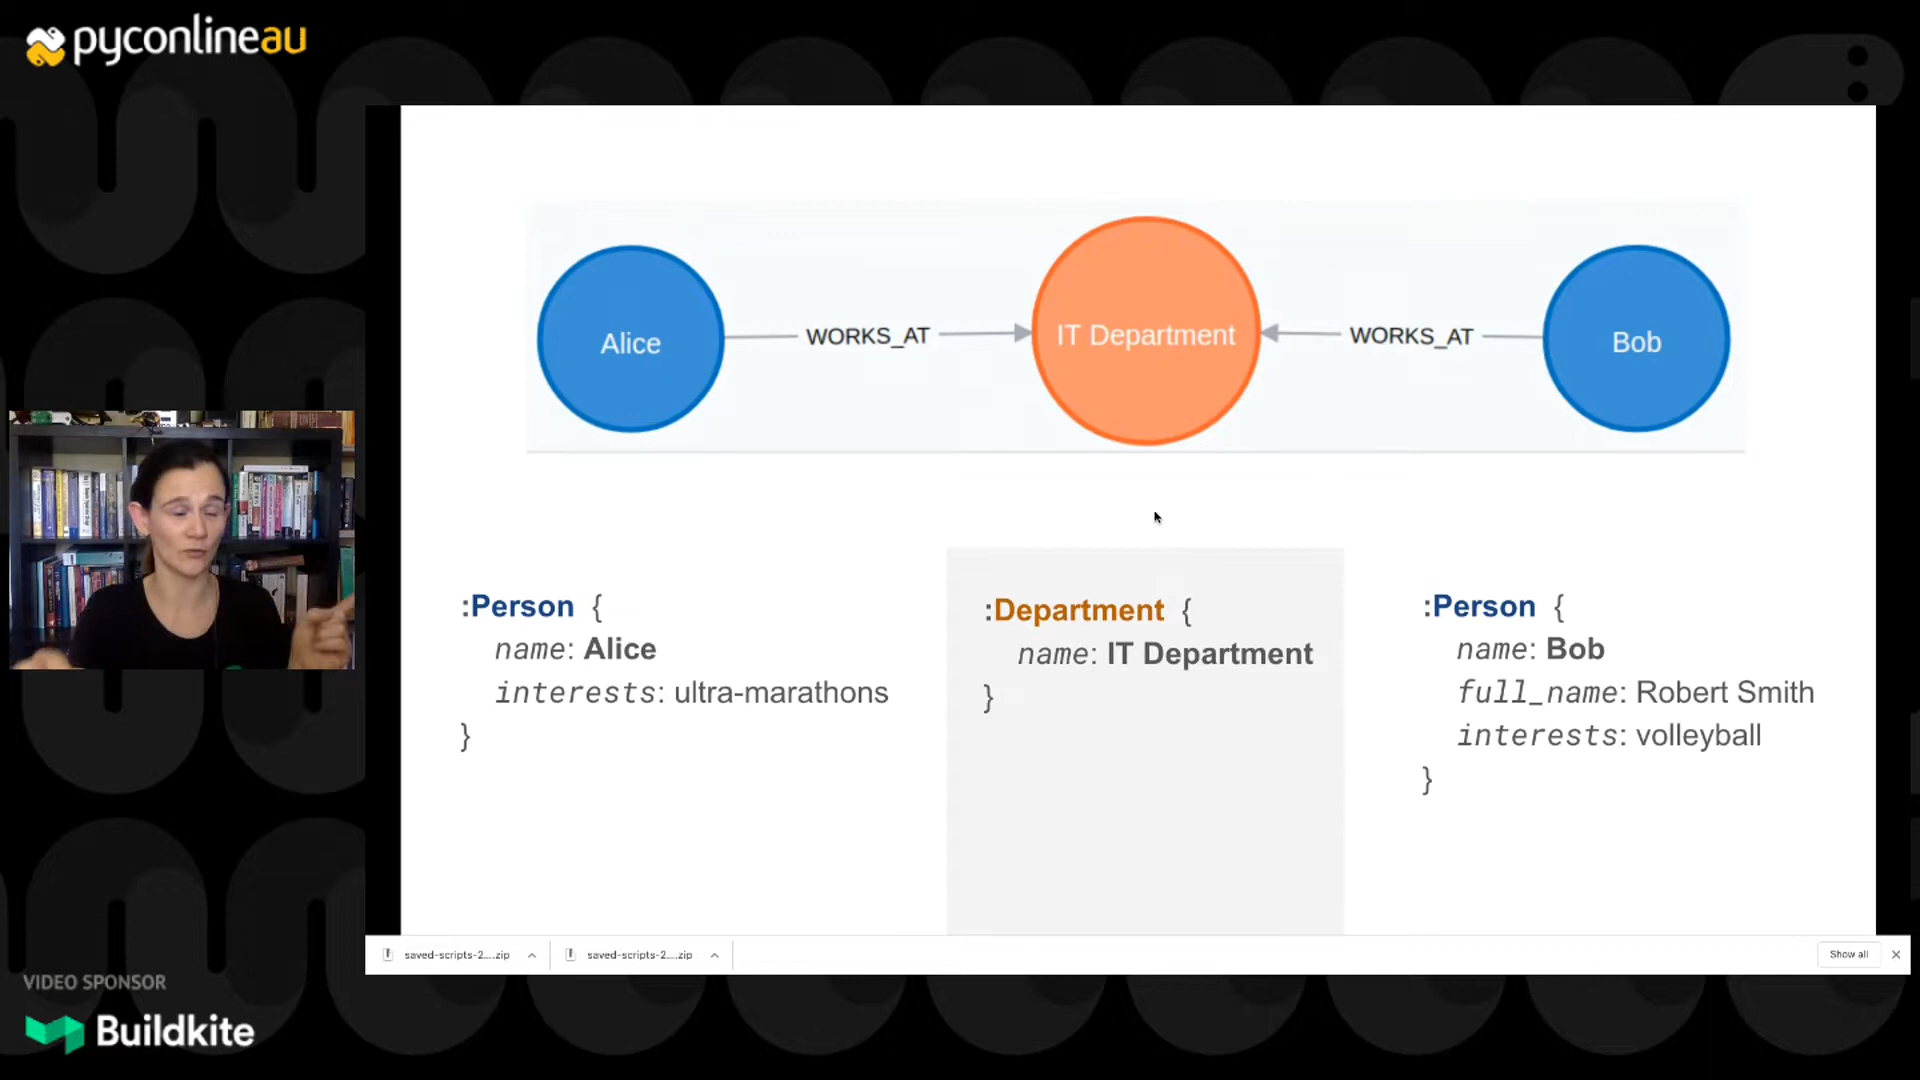 pyconlineau
Alice
WORKS_AT
IT Department
WORKS_AT
Bob
:Person {
name: Alice
interests: ultra-marathons
}
:Department {
name: IT Department
}
:Person {
name: Bob
full_name: Robert Smith
interests: volleyball
}
saved-scripts-2....zip
saved-scripts-2....zip
Show all
VIDEO SPONSOR
Buildkite